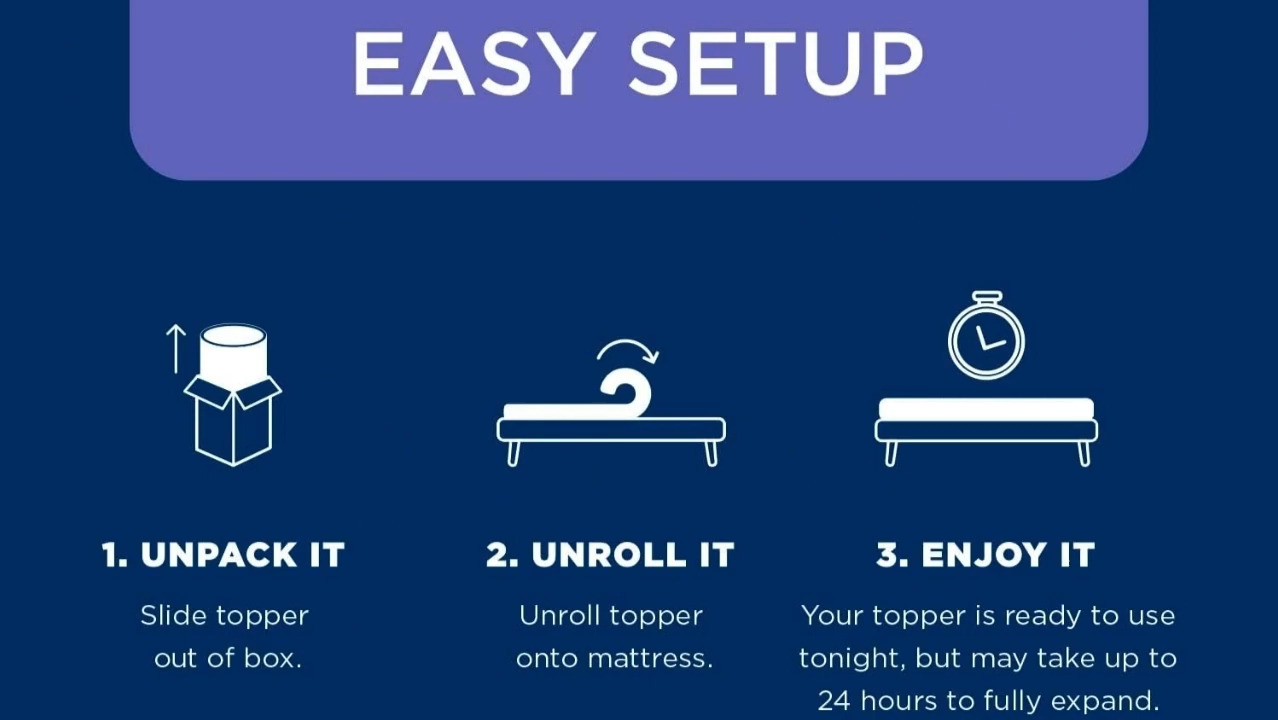 EASY SETUP
1. UNPACK IT
Slide topper
out of box.
2. UNROLL IT
Unroll topper
onto mattress.
3. ENJOY IT
Your topper is ready to use
tonight, but may take up to
24 hours to fully expand.